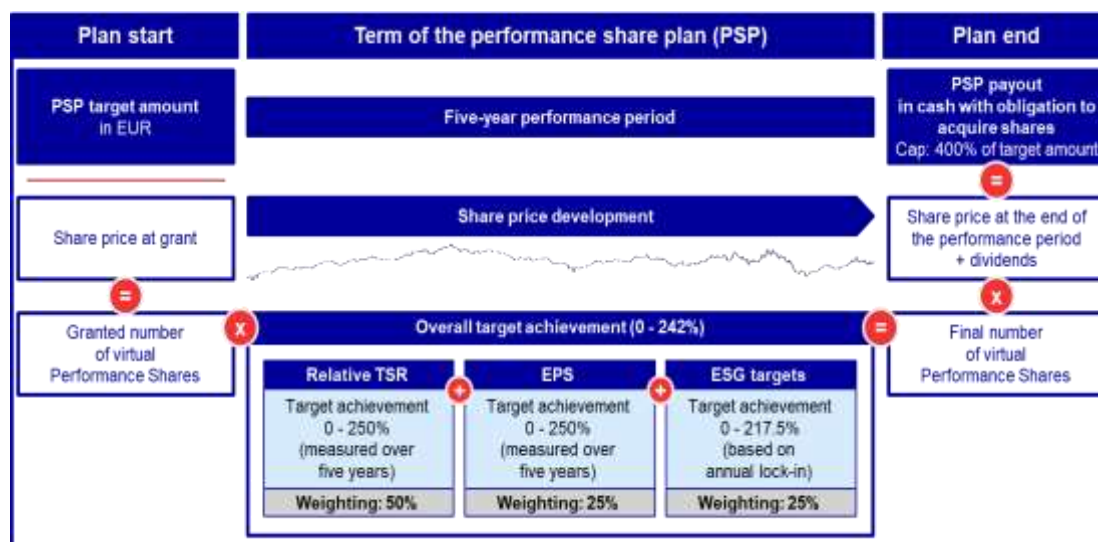 Plan start
Term of the performance share plan (PSP)
Plan end
PSP target amount
in EUR
Five-year performance period
PSP payout
in cash with obligation to
acquire shares
Cap: 400% of target amount
=
Share price at grant
Share price development
Share price at the end of
the performance period
+ dividends
=
x
Granted number
of virtual
Performance Shares
x
Overall target achievement (0 - 242%)
=
Final number
of virtual
Performance Shares
Relative TSR
+
EPS
+
ESG targets
Target achievement
0 - 250%
(measured over
five years)
Target achievement
0 - 250%
(measured over
five years)
Target achievement
0 - 217.5%
(based on
annual lock-in)
Weighting: 50%
Weighting: 25%
Weighting: 25%